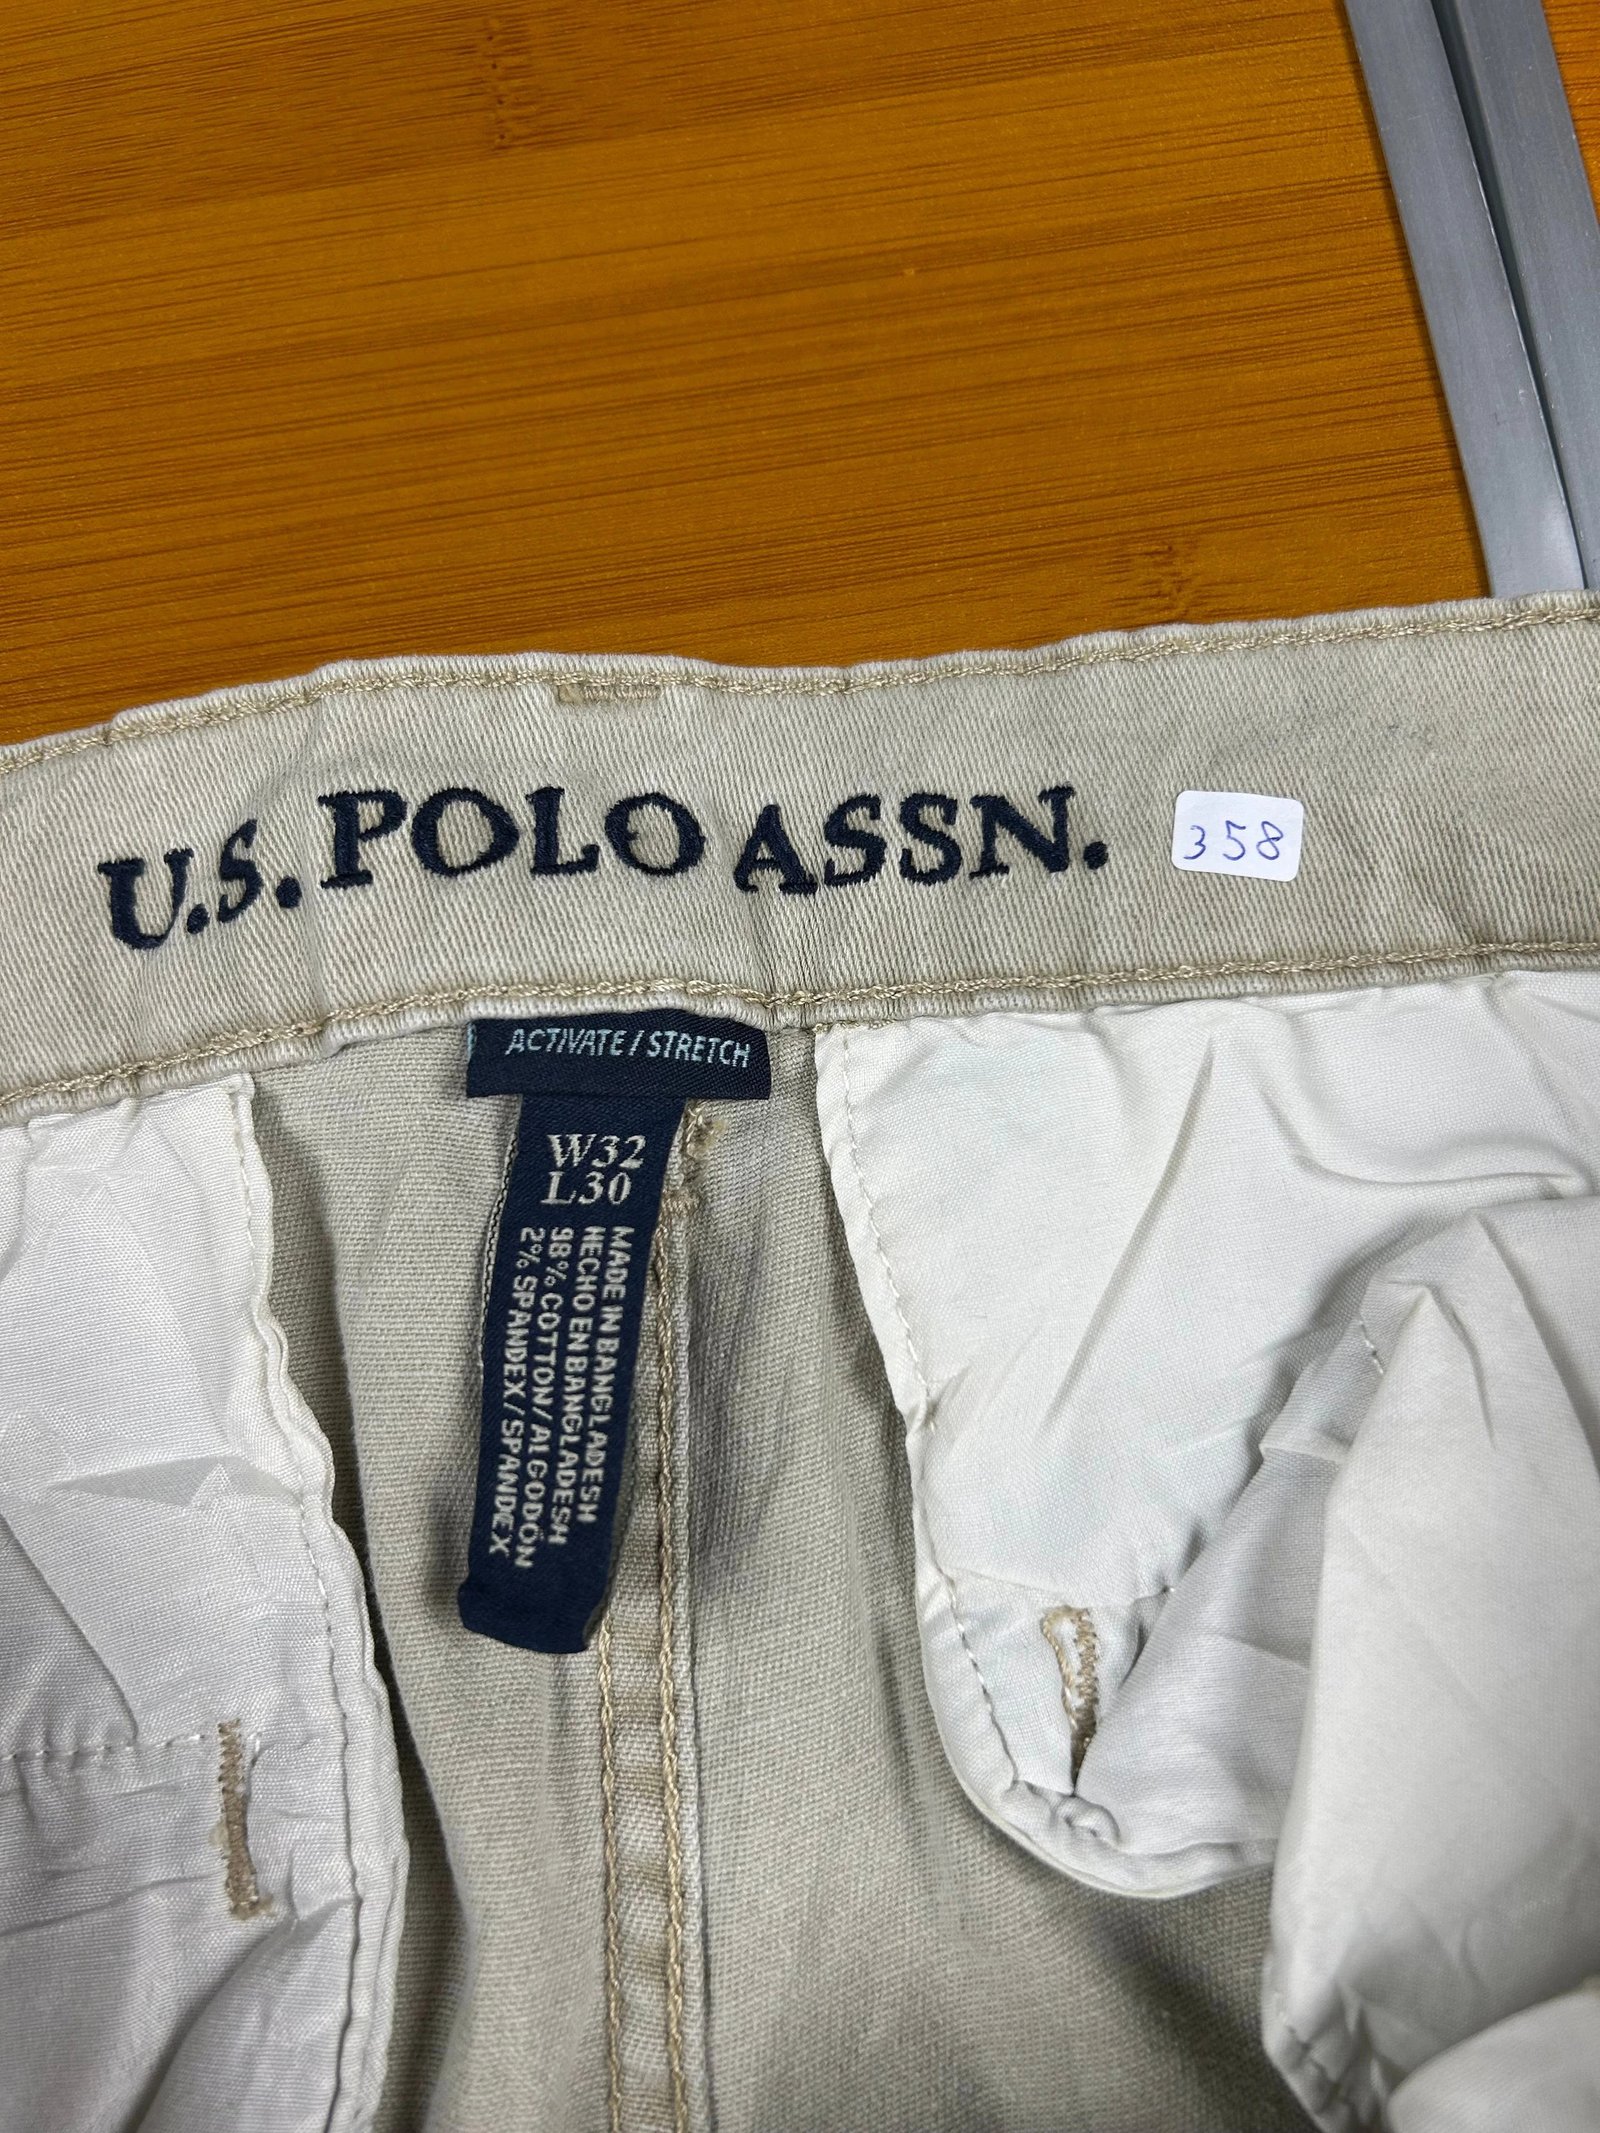 U.S. POLO ASSN.
358
ACTIVATE / STRETCH
W32
L30
MADE IN BANGLADESH
HECHO EN BANGLADESH
98% COTTON/ALGODÓN
2% SPANDEX/SPANDEX